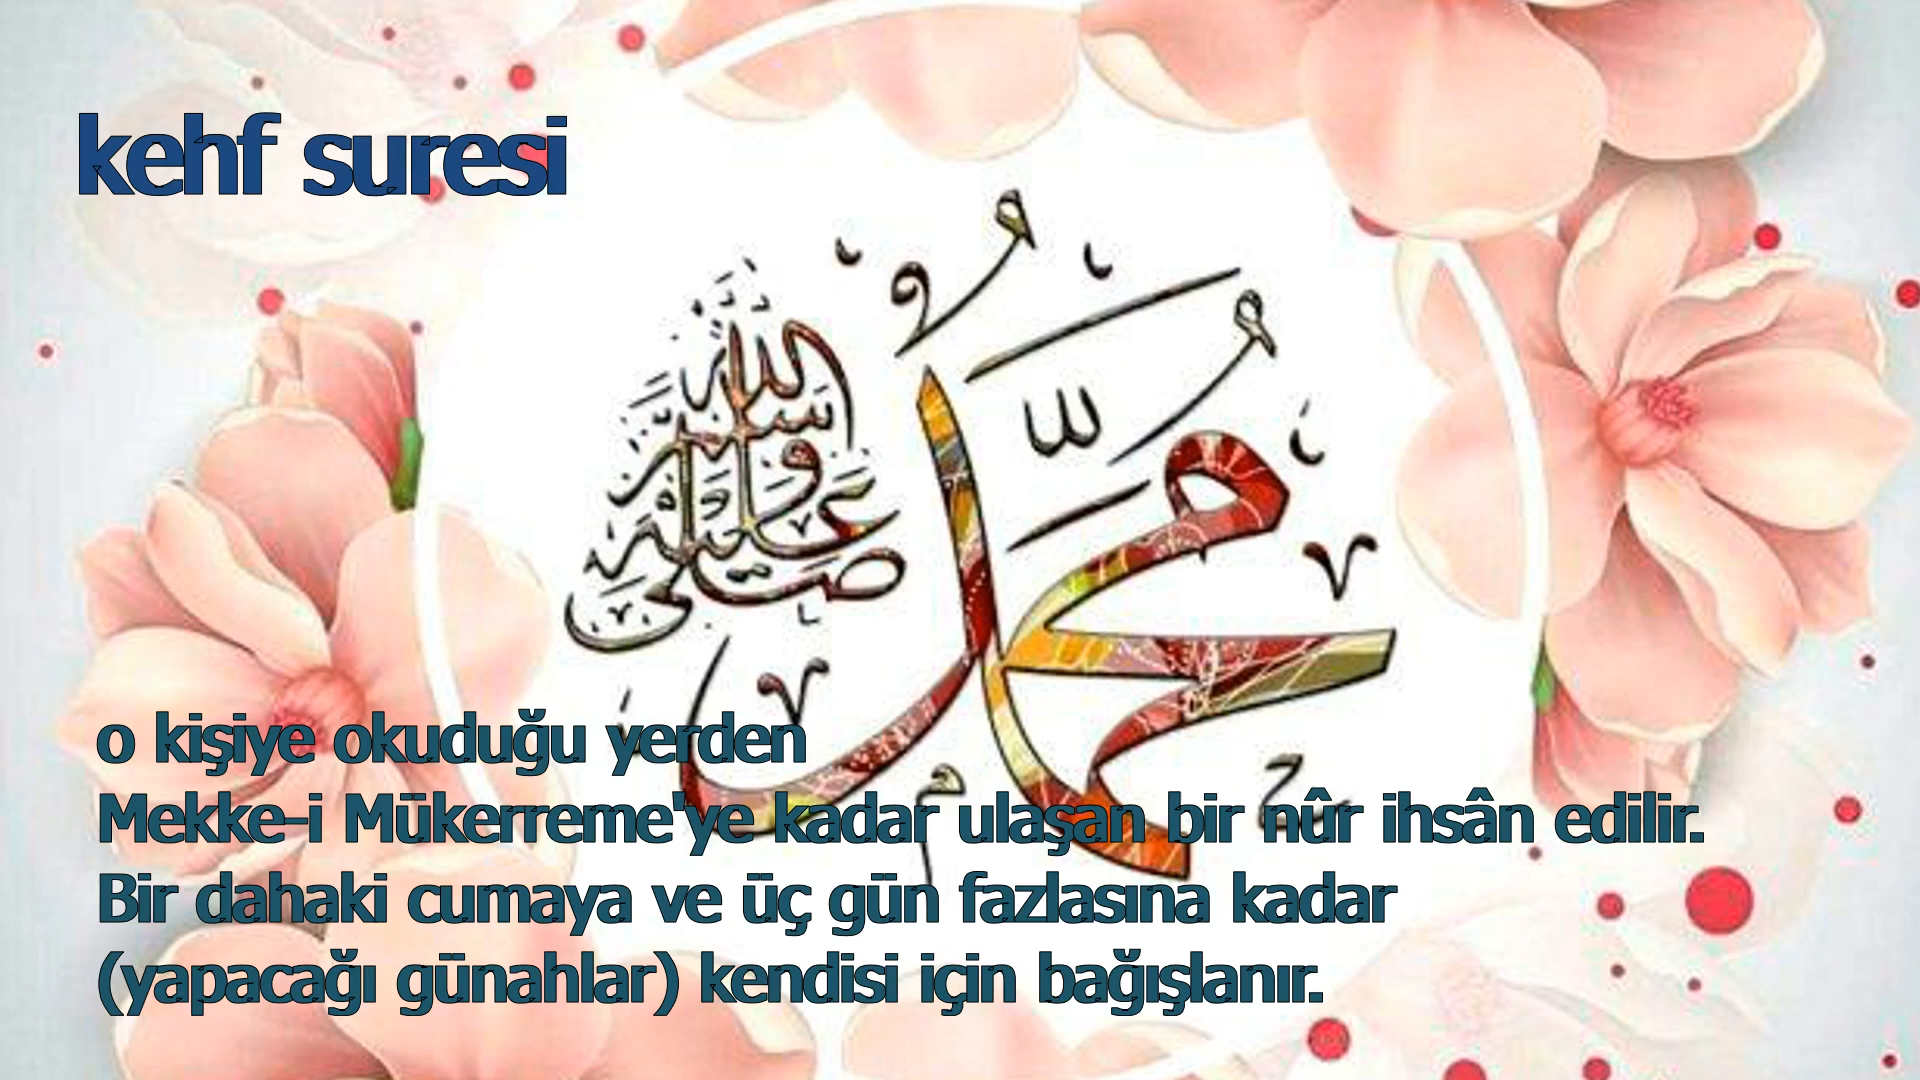 kehf suresi
محمد
صلى الله عليه وسلم
o kişiye okuduğu yerden
Mekke-i Mükerreme'ye kadar ulaşan bir nûr ihsân edilir.
Bir dahaki cumaya ve üç gün fazlasına kadar
(yapacağı günahlar) kendisi için bağışlanır.